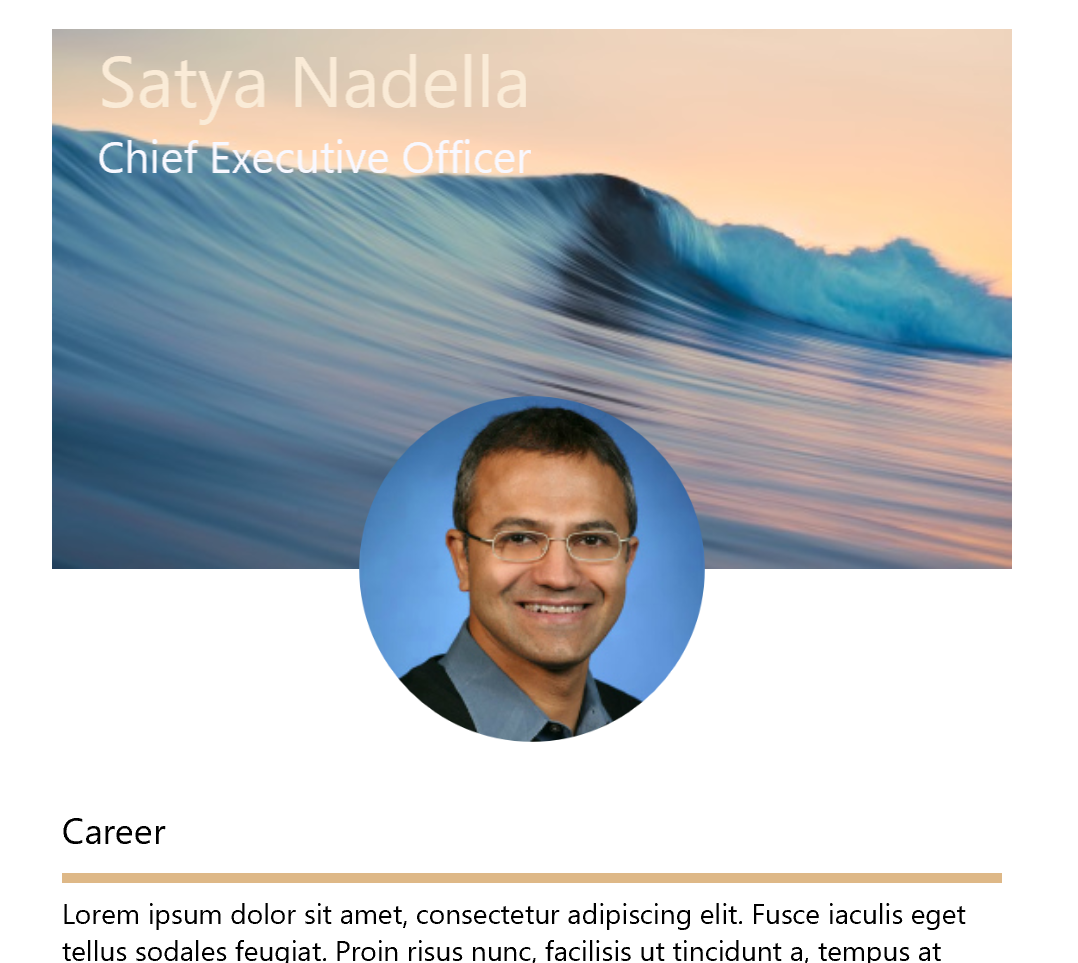 Satya Nadella
Chief Executive Officer
Career
Lorem ipsum dolor sit amet, consectetur adipiscing elit. Fusce iaculis eget
tellus sodales feugiat. Proin risus nunc, facilisis ut tincidunt a, tempus at